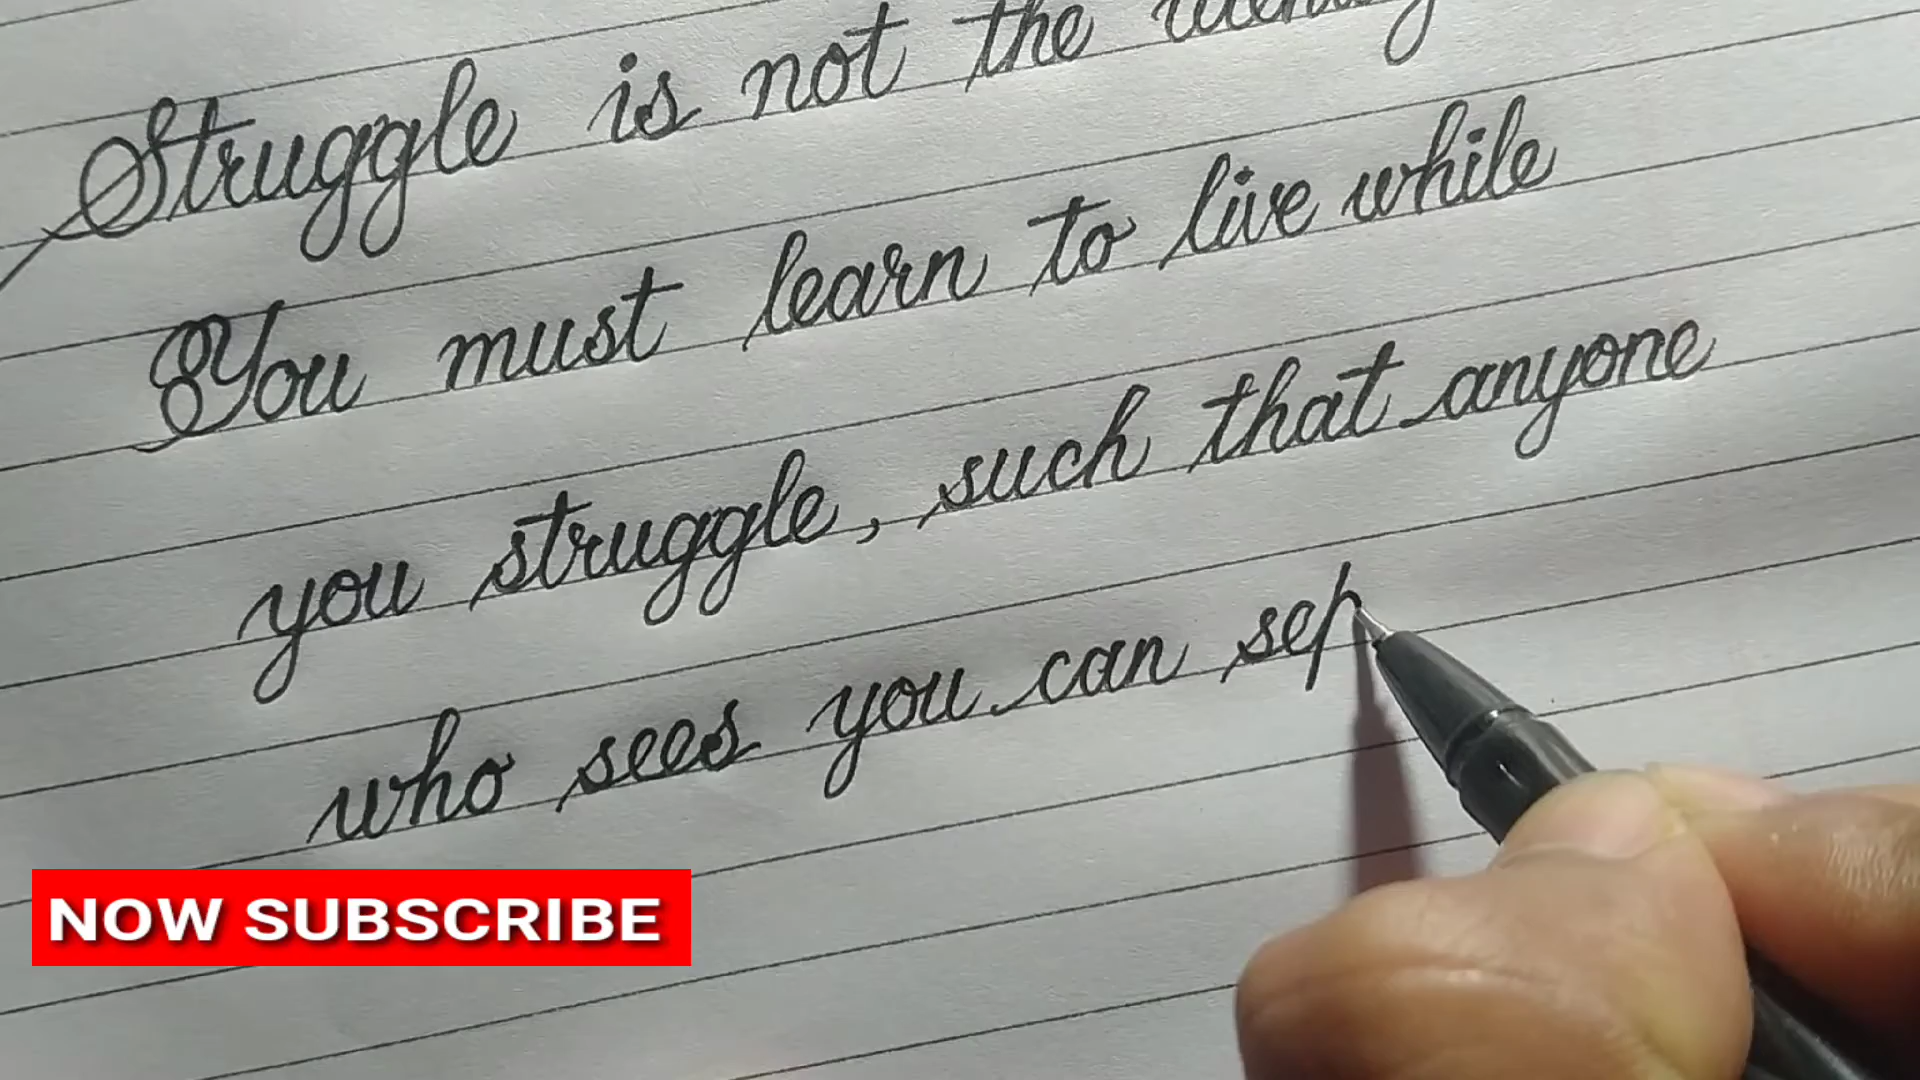 Struggle is not the
You must learn to live while
you struggle, such that anyone
who sees you can sep
NOW SUBSCRIBE